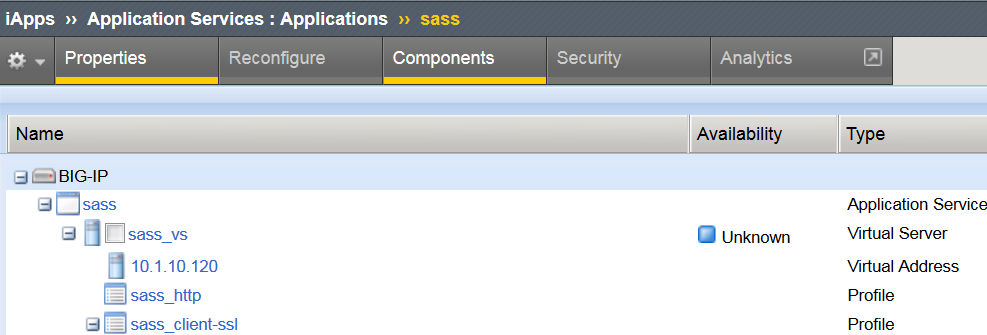 iApps ›› Application Services : Applications ›› sass
Properties Reconfigure Components Security Analytics
Name Availability Type
BIG-IP
sass Application Service
sass_vs Unknown Virtual Server
10.1.10.120 Virtual Address
sass_http Profile
sass_client-ssl Profile